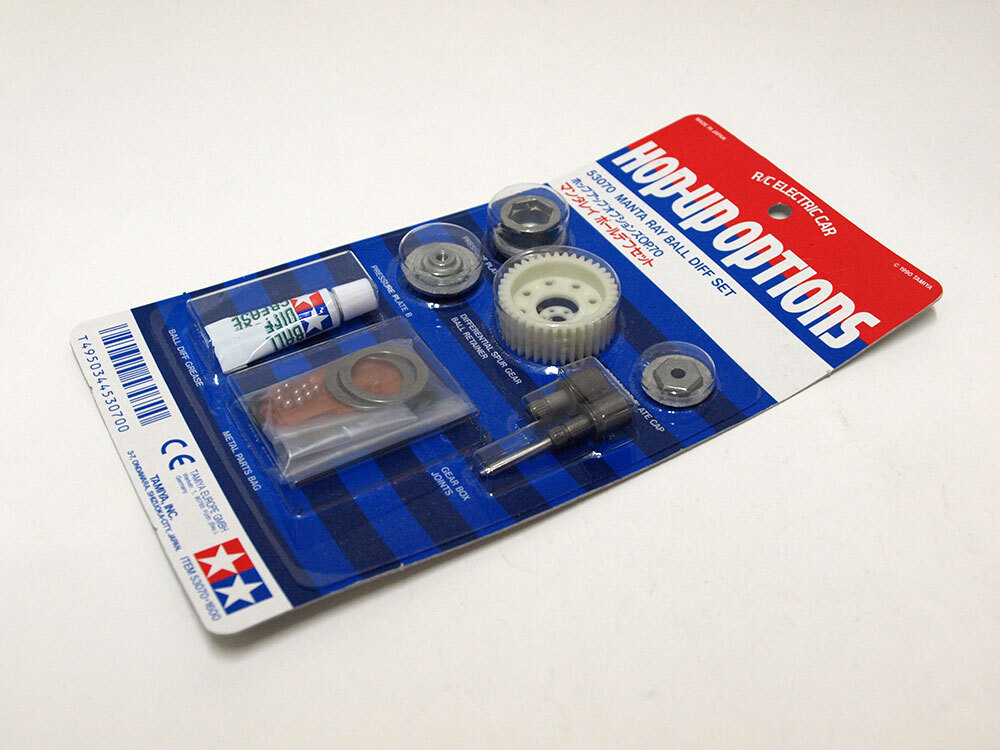 MADE IN JAPAN
R/C ELECTRIC CAR
© 1990 TAMIYA
HOP-UP OPTIONS
53070 MANTA RAY BALL DIFF SET
ホップアップオプションズOP.70
マンタレイ ボールデフセット
PRESSURE PLATE B
DIFFERENTIAL SPUR GEAR
BALL RETAINER
PLATE CAP
BALL DIFF GREASE
BALL
DIFF
GREASE
METAL PARTS BAG
GEAR BOX
JOINTS
T4950344530700
CE
TAMIYA EUROPE GMBH
Germany
TAMIYA, INC.
3-7, ONDAWARA, SHIZUOKA-CITY, JAPAN
ITEM 53070-1600